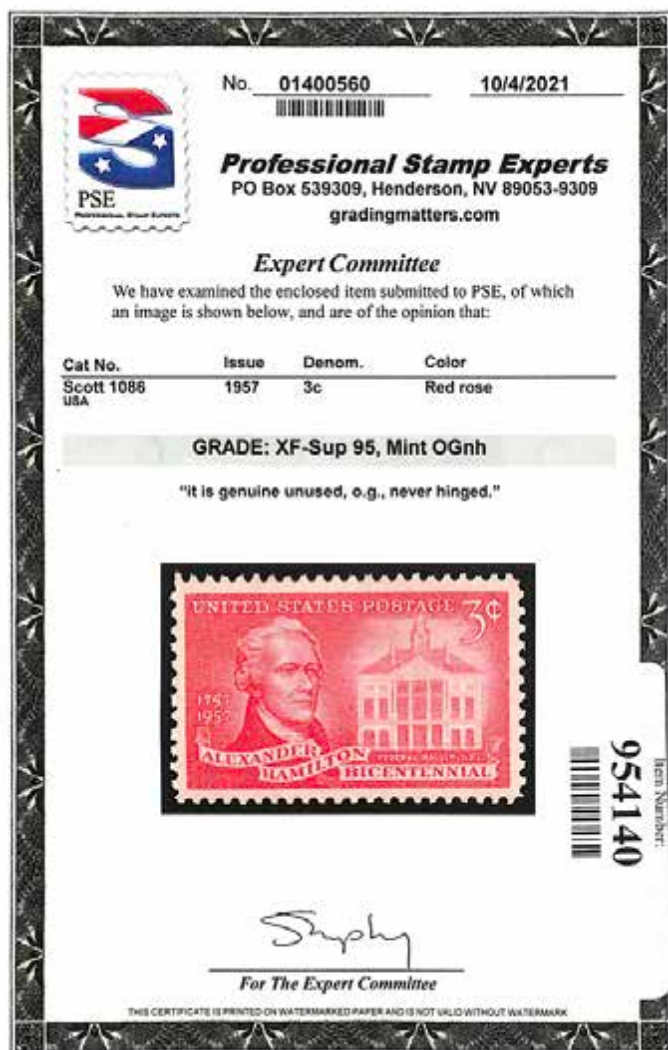 No. 01400560 10/4/2021
PSE
PROFESSIONAL STAMP EXPERTS
Professional Stamp Experts
PO Box 539309, Henderson, NV 89053-9309
gradingmatters.com
Expert Committee
We have examined the enclosed item submitted to PSE, of which
an image is shown below, and are of the opinion that:
Cat No. Issue Denom. Color
Scott 1086 1957 3c Red rose
USA
GRADE: XF-Sup 95, Mint OGnh
"it is genuine unused, o.g., never hinged."
UNITED STATES POSTAGE 3¢
1757
1957
ALEXANDER
HAMILTON
BICENTENNIAL
FEDERAL HALL
Item Number:
954140
For The Expert Committee
THIS CERTIFICATE IS PRINTED ON WATERMARKED PAPER AND IS NOT VALID WITHOUT WATERMARK